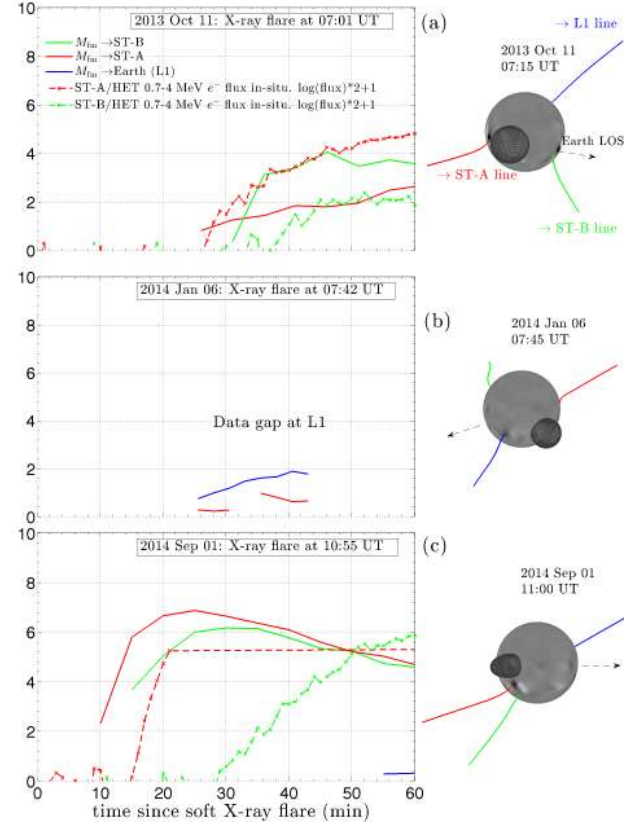 2013 Oct 11: X-ray flare at 07:01 UT
M_fm →ST-B
M_fm →ST-A
M_fm →Earth (L1)
ST-A/HET 0.7-4 MeV e⁻ flux in-situ. log(flux)*2+1
ST-B/HET 0.7-4 MeV e⁻ flux in-situ. log(flux)*2+1
10
8
6
4
2
0
(a)
→ L1 line
2013 Oct 11
07:15 UT
Earth LOS
→ ST-A line
→ ST-B line
2014 Jan 06: X-ray flare at 07:42 UT
10
8
6
4
2
0
Data gap at L1
(b)
2014 Jan 06
07:45 UT
2014 Sep 01: X-ray flare at 10:55 UT
10
8
6
4
2
0
(c)
2014 Sep 01
11:00 UT
0 10 20 30 40 50 60
time since soft X-ray flare (min)